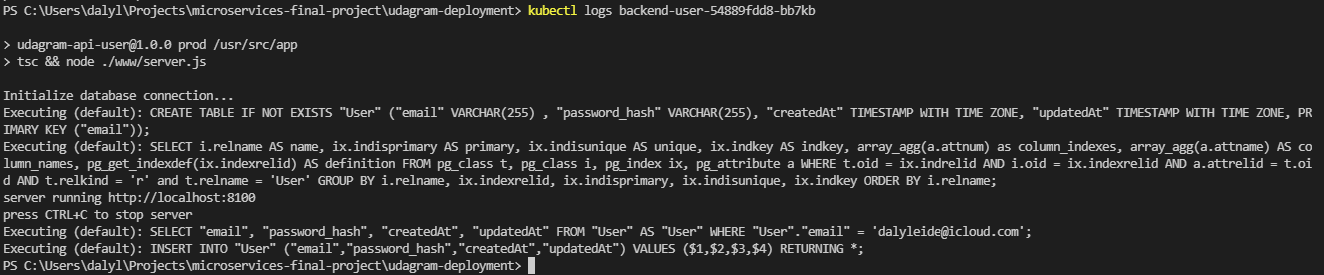 PS C:\Users\dalyl\Projects\microservices-final-project\udagram-deployment> kubectl logs backend-user-54889fdd8-bb7kb
> udagram-api-user@1.0.0 prod /usr/src/app
> tsc && node ./www/server.js
Initialize database connection...
Executing (default): CREATE TABLE IF NOT EXISTS "User" ("email" VARCHAR(255) , "password_hash" VARCHAR(255), "createdAt" TIMESTAMP WITH TIME ZONE, "updatedAt" TIMESTAMP WITH TIME ZONE, PR
IMARY KEY ("email"));
Executing (default): SELECT i.relname AS name, ix.indisprimary AS primary, ix.indisunique AS unique, ix.indkey AS indkey, array_agg(a.attnum) as column_indexes, array_agg(a.attname) AS co
lumn_names, pg_get_indexdef(ix.indexrelid) AS definition FROM pg_class t, pg_class i, pg_index ix, pg_attribute a WHERE t.oid = ix.indrelid AND i.oid = ix.indexrelid AND a.attrelid = t.oi
d AND t.relkind = 'r' and t.relname = 'User' GROUP BY i.relname, ix.indexrelid, ix.indisprimary, ix.indisunique, ix.indkey ORDER BY i.relname;
server running http://localhost:8100
press CTRL+C to stop server
Executing (default): SELECT "email", "password_hash", "createdAt", "updatedAt" FROM "User" AS "User" WHERE "User"."email" = 'dalyleide@icloud.com';
Executing (default): INSERT INTO "User" ("email","password_hash","createdAt","updatedAt") VALUES ($1,$2,$3,$4) RETURNING *;
PS C:\Users\dalyl\Projects\microservices-final-project\udagram-deployment>